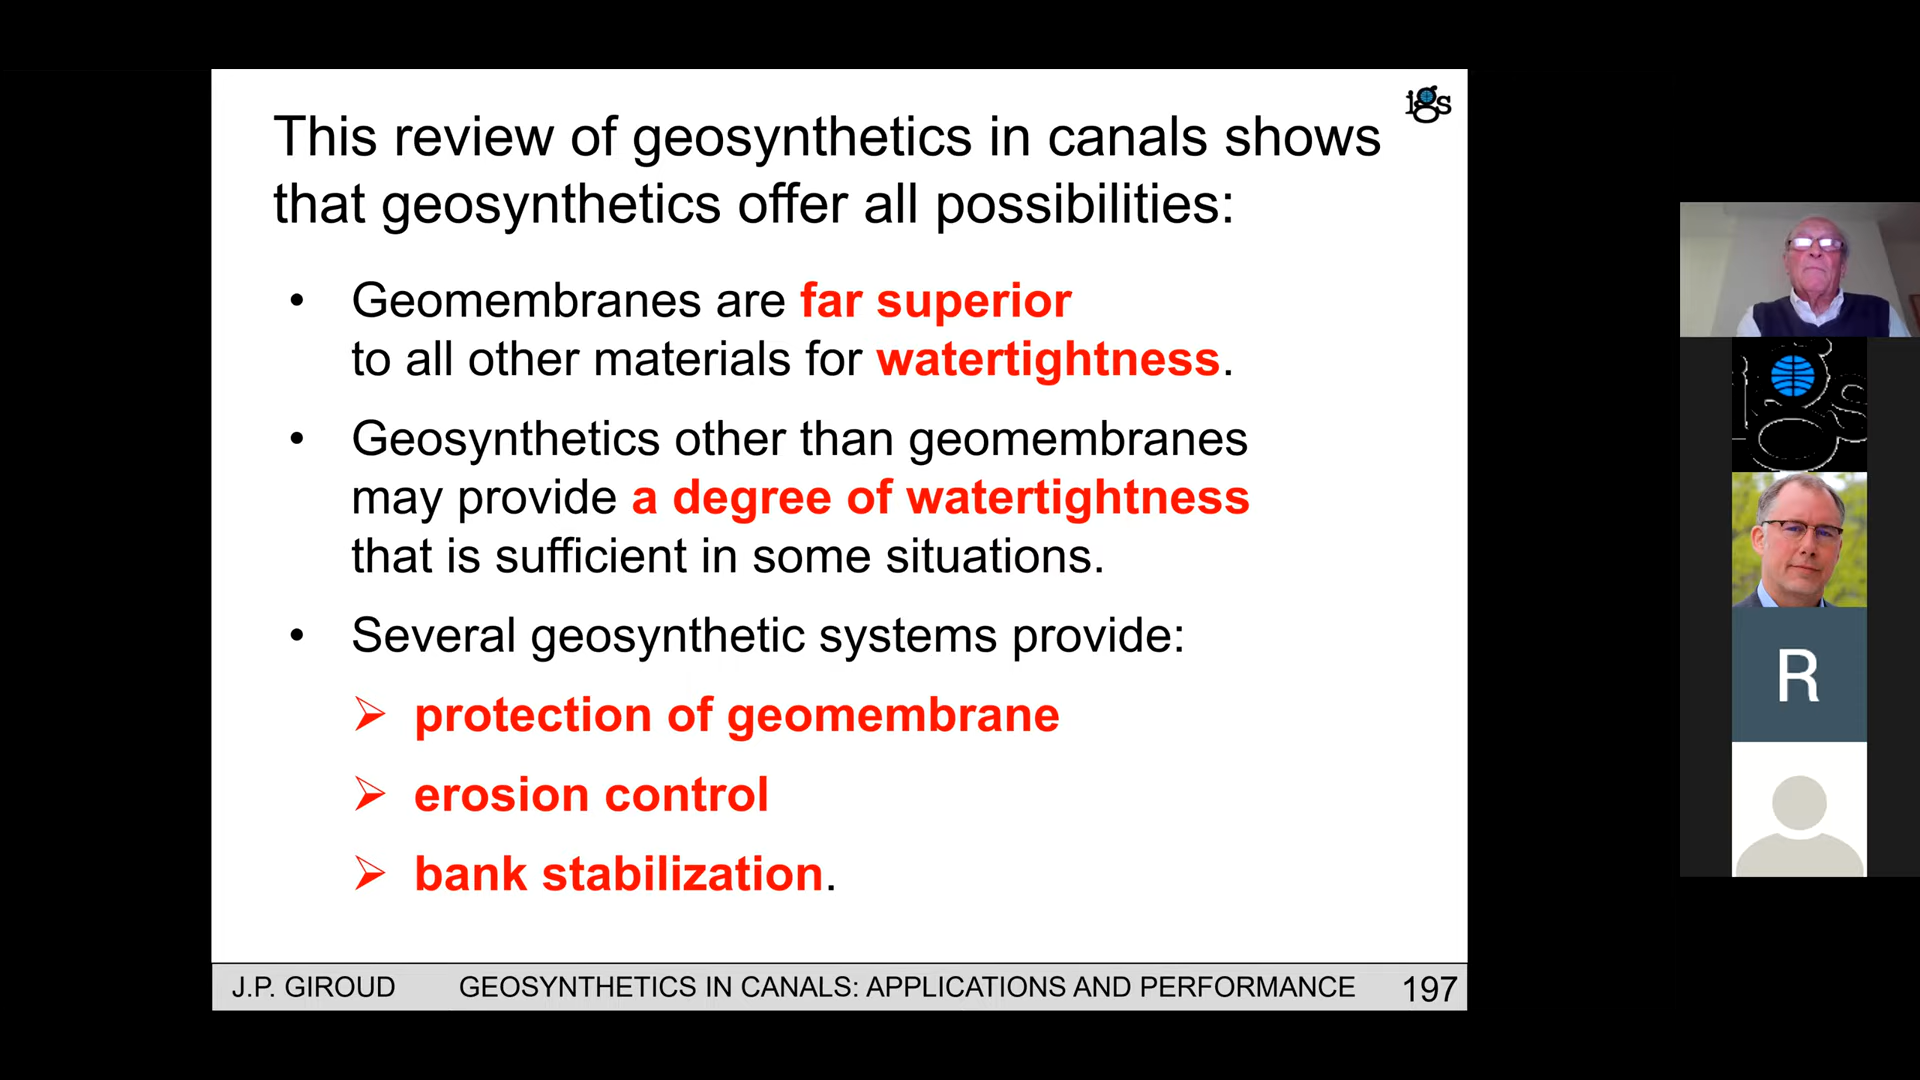 igs
This review of geosynthetics in canals shows
that geosynthetics offer all possibilities:
• Geomembranes are far superior
to all other materials for watertightness.
• Geosynthetics other than geomembranes
may provide a degree of watertightness
that is sufficient in some situations.
• Several geosynthetic systems provide:
➢ protection of geomembrane
➢ erosion control
➢ bank stabilization.
J.P. GIROUD GEOSYNTHETICS IN CANALS: APPLICATIONS AND PERFORMANCE 197
igs
R